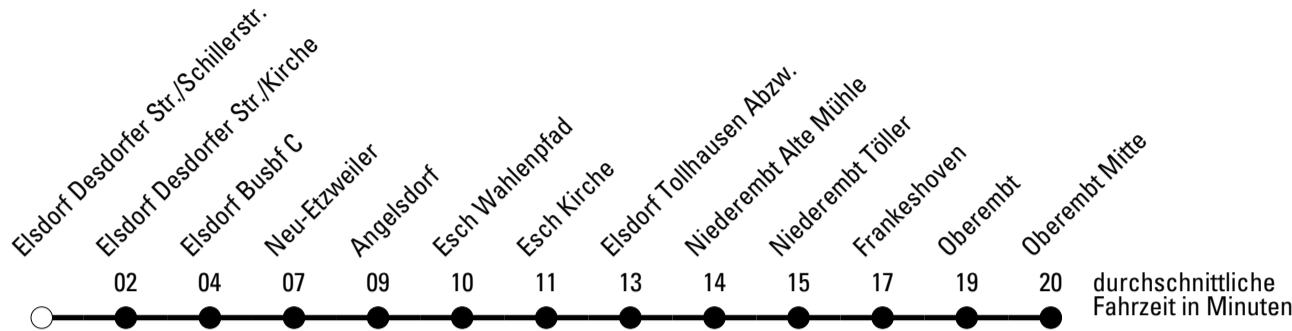 Elsdorf Desdorfer Str./Schillerstr.
Elsdorf Desdorfer Str./Kirche
Elsdorf Busbf C
Neu-Etzweiler
Angelsdorf
Esch Wahlenpfad
Esch Kirche
Elsdorf Tollhausen Abzw.
Niederembt Alte Mühle
Niederembt Töller
Frankeshoven
Oberembt
Oberembt Mitte
02 04 07 09 10 11 13 14 15 17 19 20
durchschnittliche
Fahrzeit in Minuten